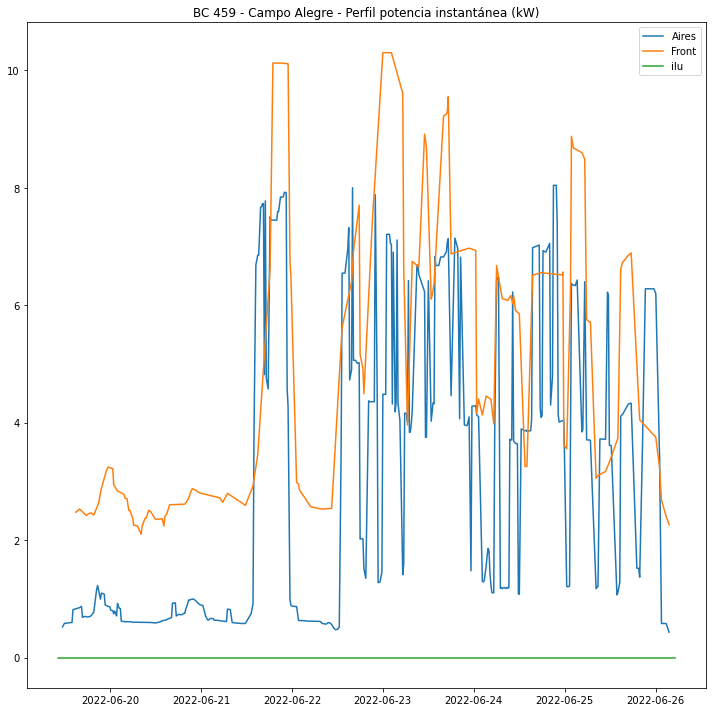 BC 459 - Campo Alegre - Perfil potencia instantánea (kW)
Aires
Front
ilu
10
8
6
4
2
0
2022-06-20 2022-06-21 2022-06-22 2022-06-23 2022-06-24 2022-06-25 2022-06-26